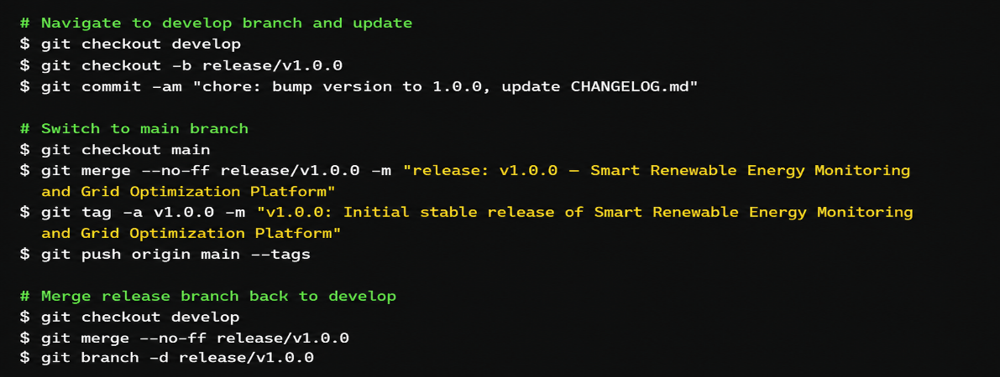 # Navigate to develop branch and update
$ git checkout develop
$ git checkout -b release/v1.0.0
$ git commit -am "chore: bump version to 1.0.0, update CHANGELOG.md"
# Switch to main branch
$ git checkout main
$ git merge --no-ff release/v1.0.0 -m "release: v1.0.0 – Smart Renewable Energy Monitoring
and Grid Optimization Platform"
$ git tag -a v1.0.0 -m "v1.0.0: Initial stable release of Smart Renewable Energy Monitoring
and Grid Optimization Platform"
$ git push origin main --tags
# Merge release branch back to develop
$ git checkout develop
$ git merge --no-ff release/v1.0.0
$ git branch -d release/v1.0.0